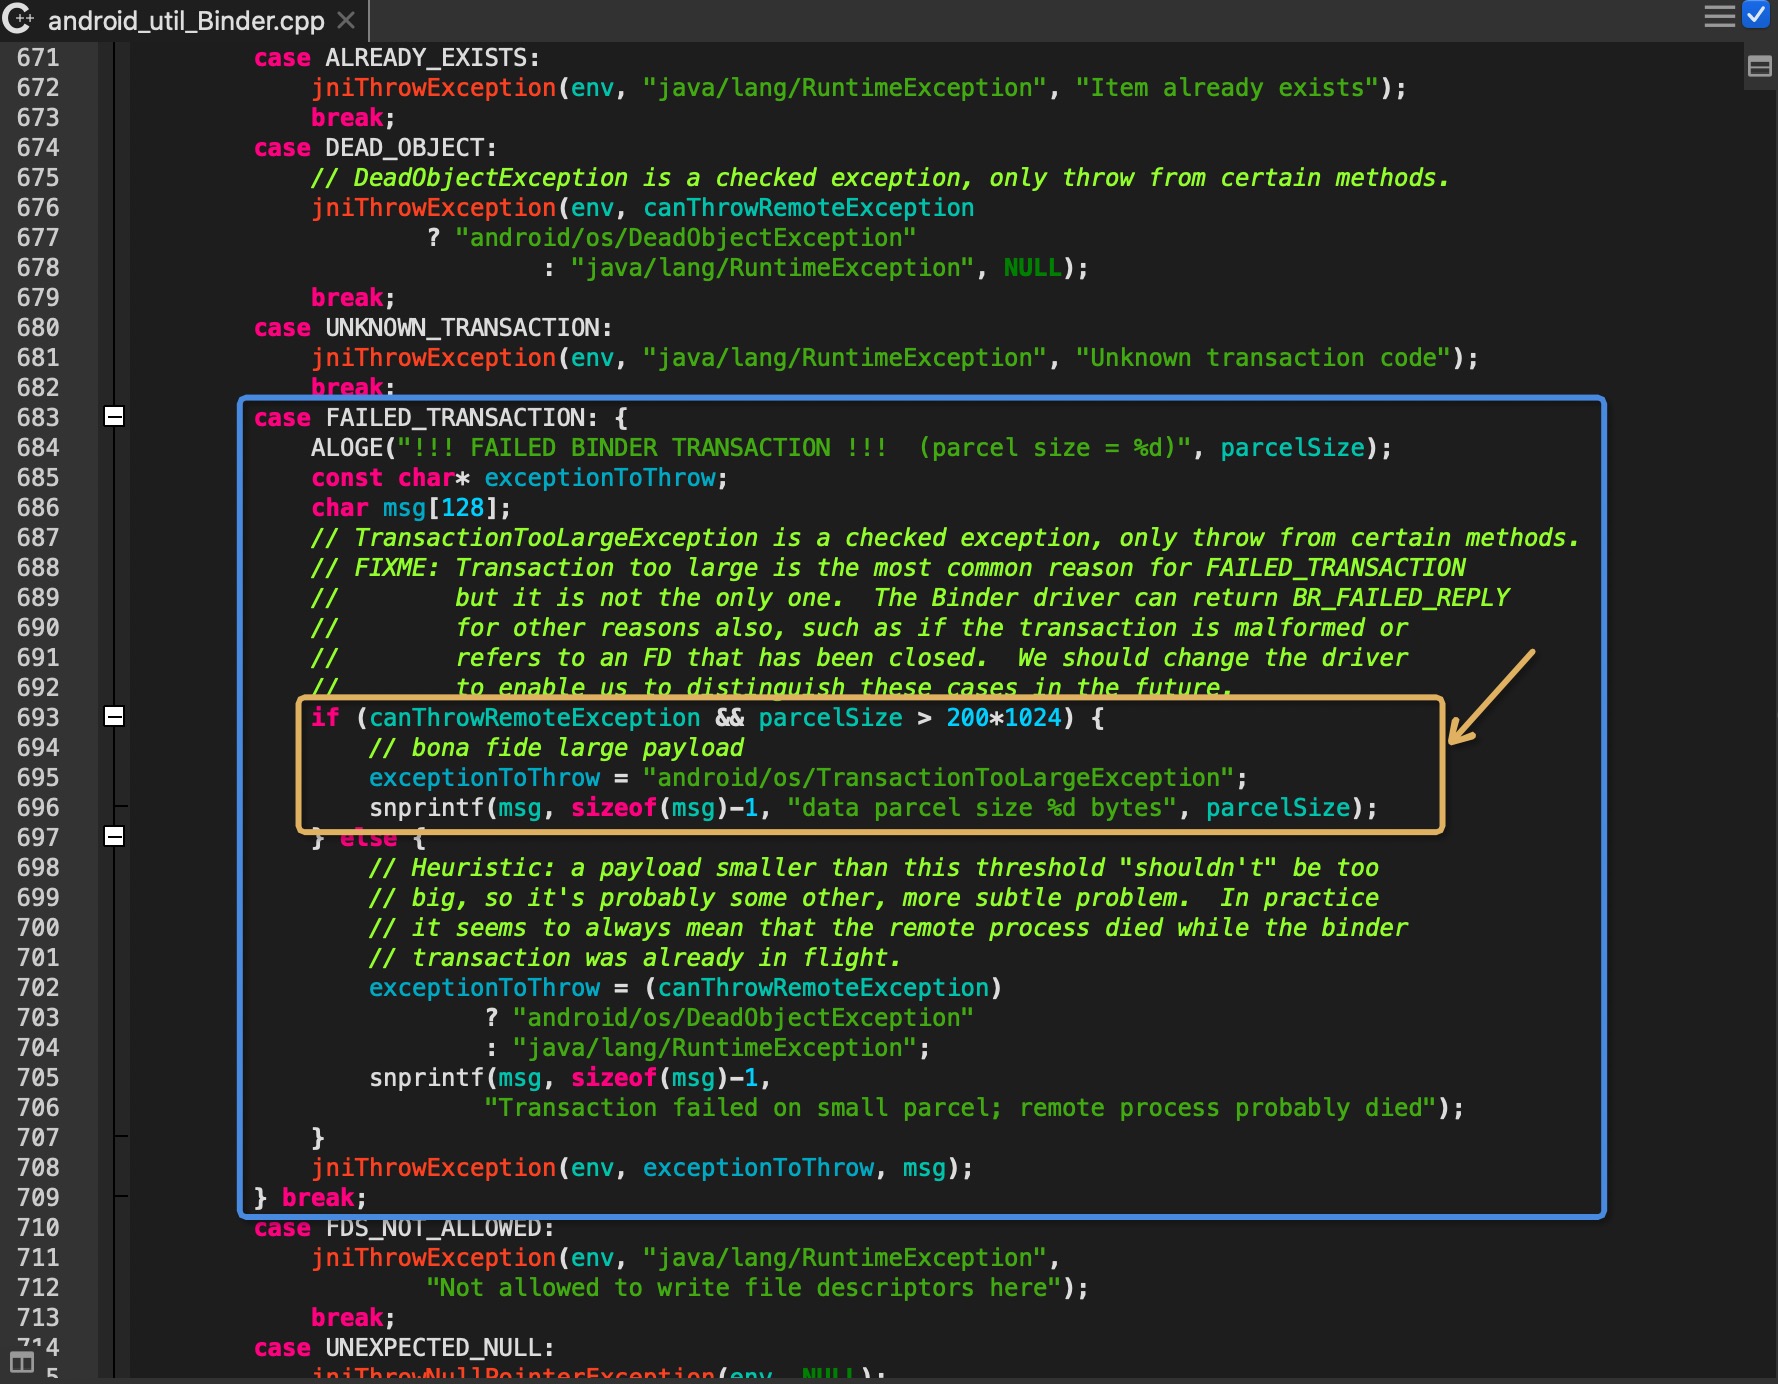 android_util_Binder.cpp
671 case ALREADY_EXISTS:
672 jniThrowException(env, "java/lang/RuntimeException", "Item already exists");
673 break;
674 case DEAD_OBJECT:
675 // DeadObjectException is a checked exception, only throw from certain methods.
676 jniThrowException(env, canThrowRemoteException
677 ? "android/os/DeadObjectException"
678 : "java/lang/RuntimeException", NULL);
679 break;
680 case UNKNOWN_TRANSACTION:
681 jniThrowException(env, "java/lang/RuntimeException", "Unknown transaction code");
682 break;
683 case FAILED_TRANSACTION: {
684 ALOGE("!!! FAILED BINDER TRANSACTION !!!  (parcel size = %d)", parcelSize);
685 const char* exceptionToThrow;
686 char msg[128];
687 // TransactionTooLargeException is a checked exception, only throw from certain methods.
688 // FIXME: Transaction too large is the most common reason for FAILED_TRANSACTION
689 //        but it is not the only one.  The Binder driver can return BR_FAILED_REPLY
690 //        for other reasons also, such as if the transaction is malformed or
691 //        refers to an FD that has been closed.  We should change the driver
692 //        to enable us to distinguish these cases in the future.
693 if (canThrowRemoteException && parcelSize > 200*1024) {
694 // bona fide large payload
695 exceptionToThrow = "android/os/TransactionTooLargeException";
696 snprintf(msg, sizeof(msg)-1, "data parcel size %d bytes", parcelSize);
697 } else {
698 // Heuristic: a payload smaller than this threshold "shouldn't" be too
699 // big, so it's probably some other, more subtle problem.  In practice
700 // it seems to always mean that the remote process died while the binder
701 // transaction was already in flight.
702 exceptionToThrow = (canThrowRemoteException)
703 ? "android/os/DeadObjectException"
704 : "java/lang/RuntimeException";
705 snprintf(msg, sizeof(msg)-1,
706 "Transaction failed on small parcel; remote process probably died");
707 }
708 jniThrowException(env, exceptionToThrow, msg);
709 } break;
710 case FDS_NOT_ALLOWED:
711 jniThrowException(env, "java/lang/RuntimeException",
712 "Not allowed to write file descriptors here");
713 break;
714 case UNEXPECTED_NULL:
5 jniThrowNullPointerException(env, NULL);